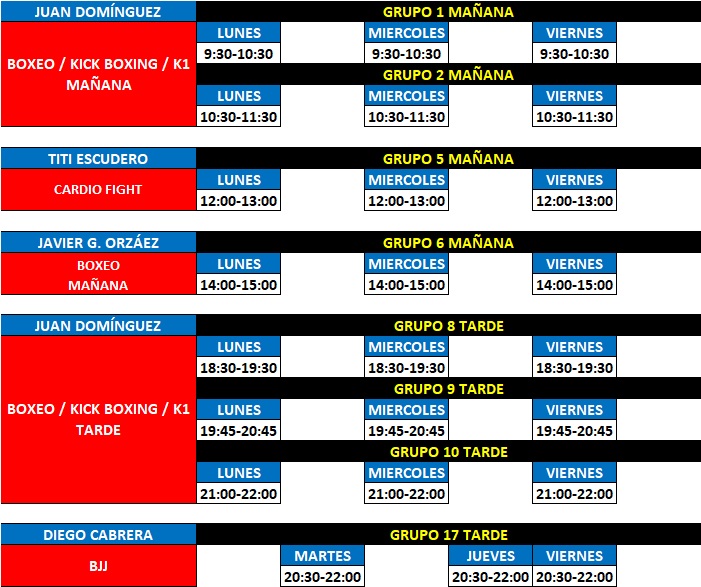 JUAN DOMÍNGUEZ GRUPO 1 MAÑANA
BOXEO / KICK BOXING / K1
MAÑANA
LUNES MIERCOLES VIERNES
9:30-10:30 9:30-10:30 9:30-10:30
GRUPO 2 MAÑANA
LUNES MIERCOLES VIERNES
10:30-11:30 10:30-11:30 10:30-11:30
TITI ESCUDERO GRUPO 5 MAÑANA
CARDIO FIGHT
LUNES MIERCOLES VIERNES
12:00-13:00 12:00-13:00 12:00-13:00
JAVIER G. ORZÁEZ GRUPO 6 MAÑANA
BOXEO
MAÑANA
LUNES MIERCOLES VIERNES
14:00-15:00 14:00-15:00 14:00-15:00
JUAN DOMÍNGUEZ GRUPO 8 TARDE
BOXEO / KICK BOXING / K1
TARDE
LUNES MIERCOLES VIERNES
18:30-19:30 18:30-19:30 18:30-19:30
GRUPO 9 TARDE
LUNES MIERCOLES VIERNES
19:45-20:45 19:45-20:45 19:45-20:45
GRUPO 10 TARDE
LUNES MIERCOLES VIERNES
21:00-22:00 21:00-22:00 21:00-22:00
DIEGO CABRERA GRUPO 17 TARDE
BJJ
MARTES JUEVES VIERNES
20:30-22:00 20:30-22:00 20:30-22:00